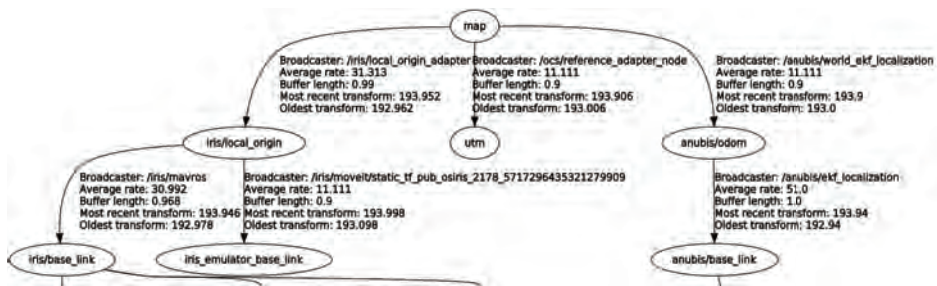 map
Broadcaster: /iris/local_origin_adapter
Average rate: 31.313
Buffer length: 0.99
Most recent transform: 193.952
Oldest transform: 192.962
Broadcaster: /ocs/reference_adapter_node
Average rate: 11.111
Buffer length: 0.9
Most recent transform: 193.906
Oldest transform: 193.006
Broadcaster: /anubis/world_ekf_localization
Average rate: 11.111
Buffer length: 0.9
Most recent transform: 193.9
Oldest transform: 193.0
iris/local_origin
utm
anubis/odom
Broadcaster: /iris/mavros
Average rate: 30.992
Buffer length: 0.968
Most recent transform: 193.946
Oldest transform: 192.978
Broadcaster: /iris/moveit/static_tf_pub_osiris_2178_5717296435321279909
Average rate: 11.111
Buffer length: 0.9
Most recent transform: 193.998
Oldest transform: 193.098
Broadcaster: /anubis/ekf_localization
Average rate: 51.0
Buffer length: 1.0
Most recent transform: 193.94
Oldest transform: 192.94
iris/base_link
iris_emulator_base_link
anubis/base_link